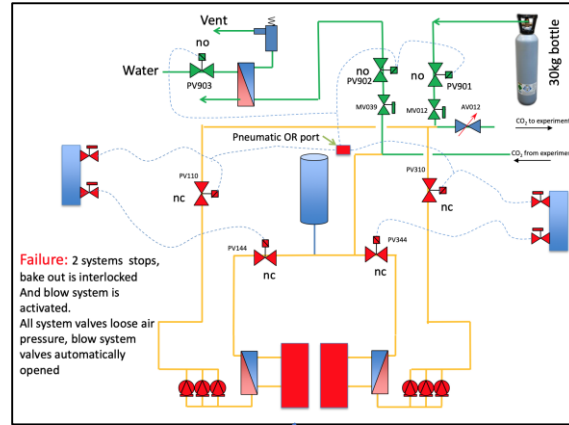 Vent
no
Water
PV903
no
PV902
no
PV901
30kg bottle
MV039
MV012
AV012
CO2 to experiment
Pneumatic OR port
CO2 from experiment
PV110
nc
PV310
nc
PV144
nc
PV344
nc
Failure: 2 systems stops,
bake out is interlocked
And blow system is
activated.
All system valves loose air
pressure, blow system
valves automatically
opened